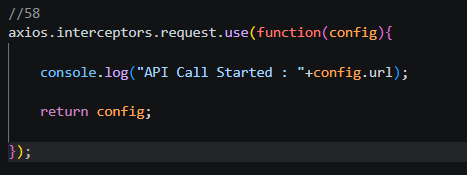 //58
axios.interceptors.request.use(function(config){
console.log("API Call Started : "+config.url);
return config;
});